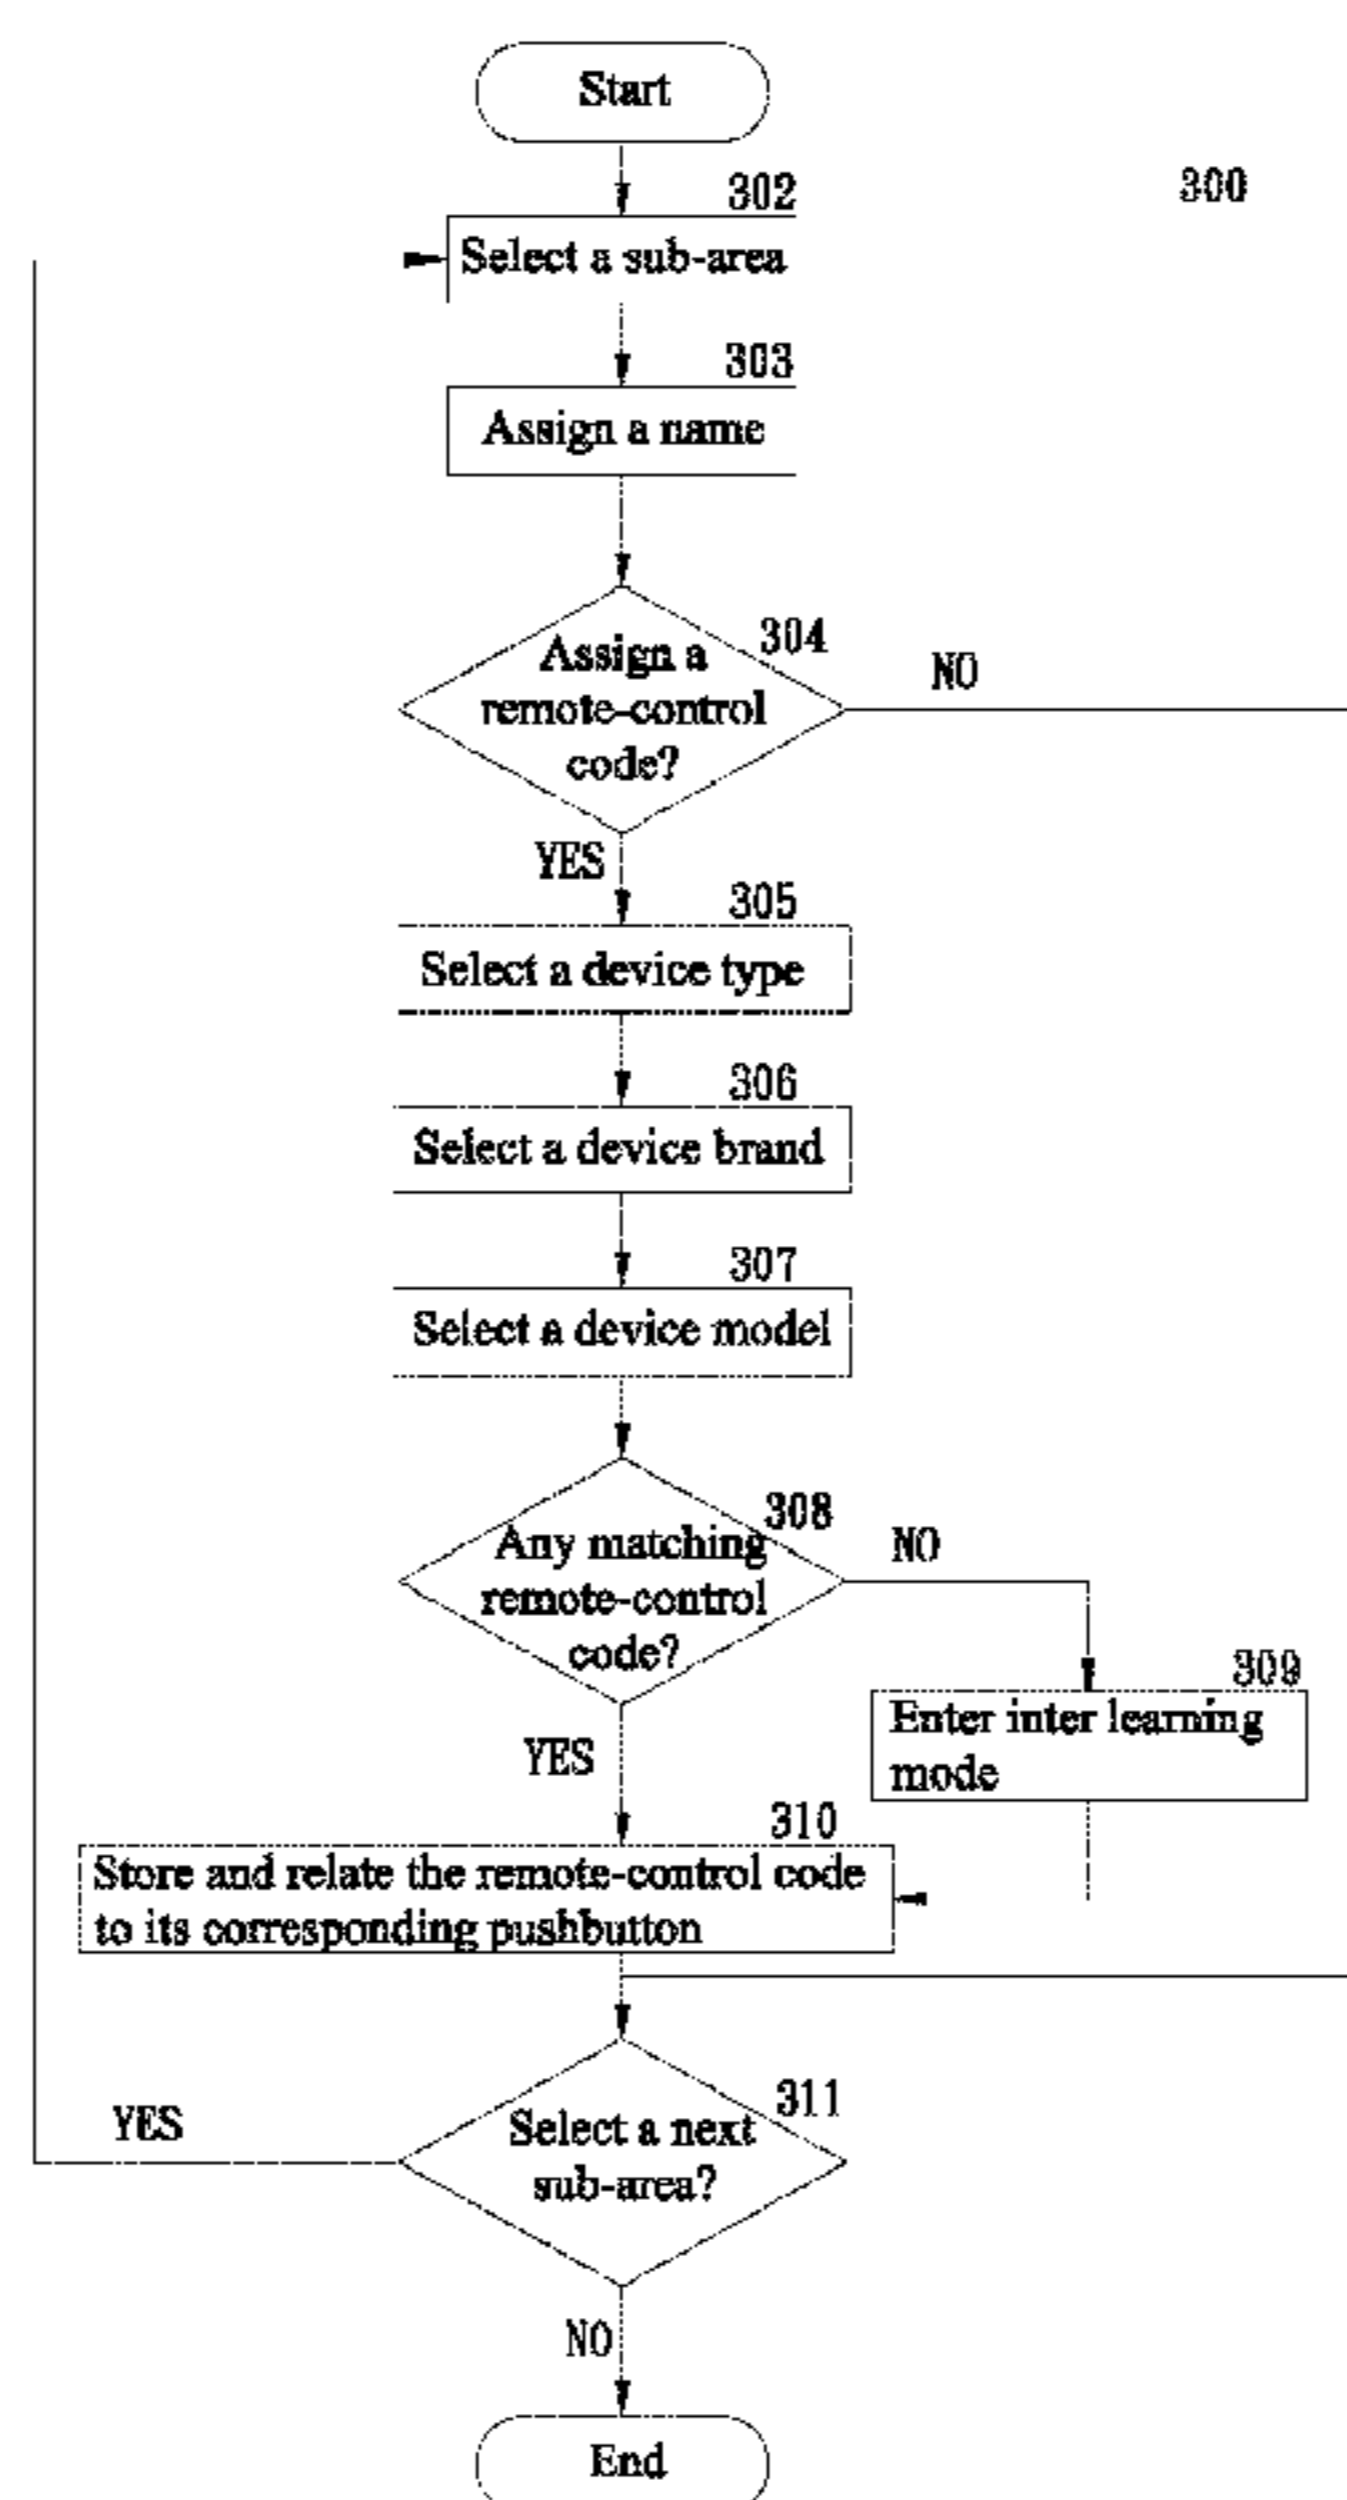 Start
302
300
Select a sub-area
303
Assign a name
304
Assign a
remote-control
code?
NO
YES
305
Select a device type
306
Select a device brand
307
Select a device model
308
Any matching
remote-control
code?
NO
309
Enter inter learning
mode
YES
310
Store and relate the remote-control code
to its corresponding pushbutton
311
Select a next
sub-area?
YES
NO
End